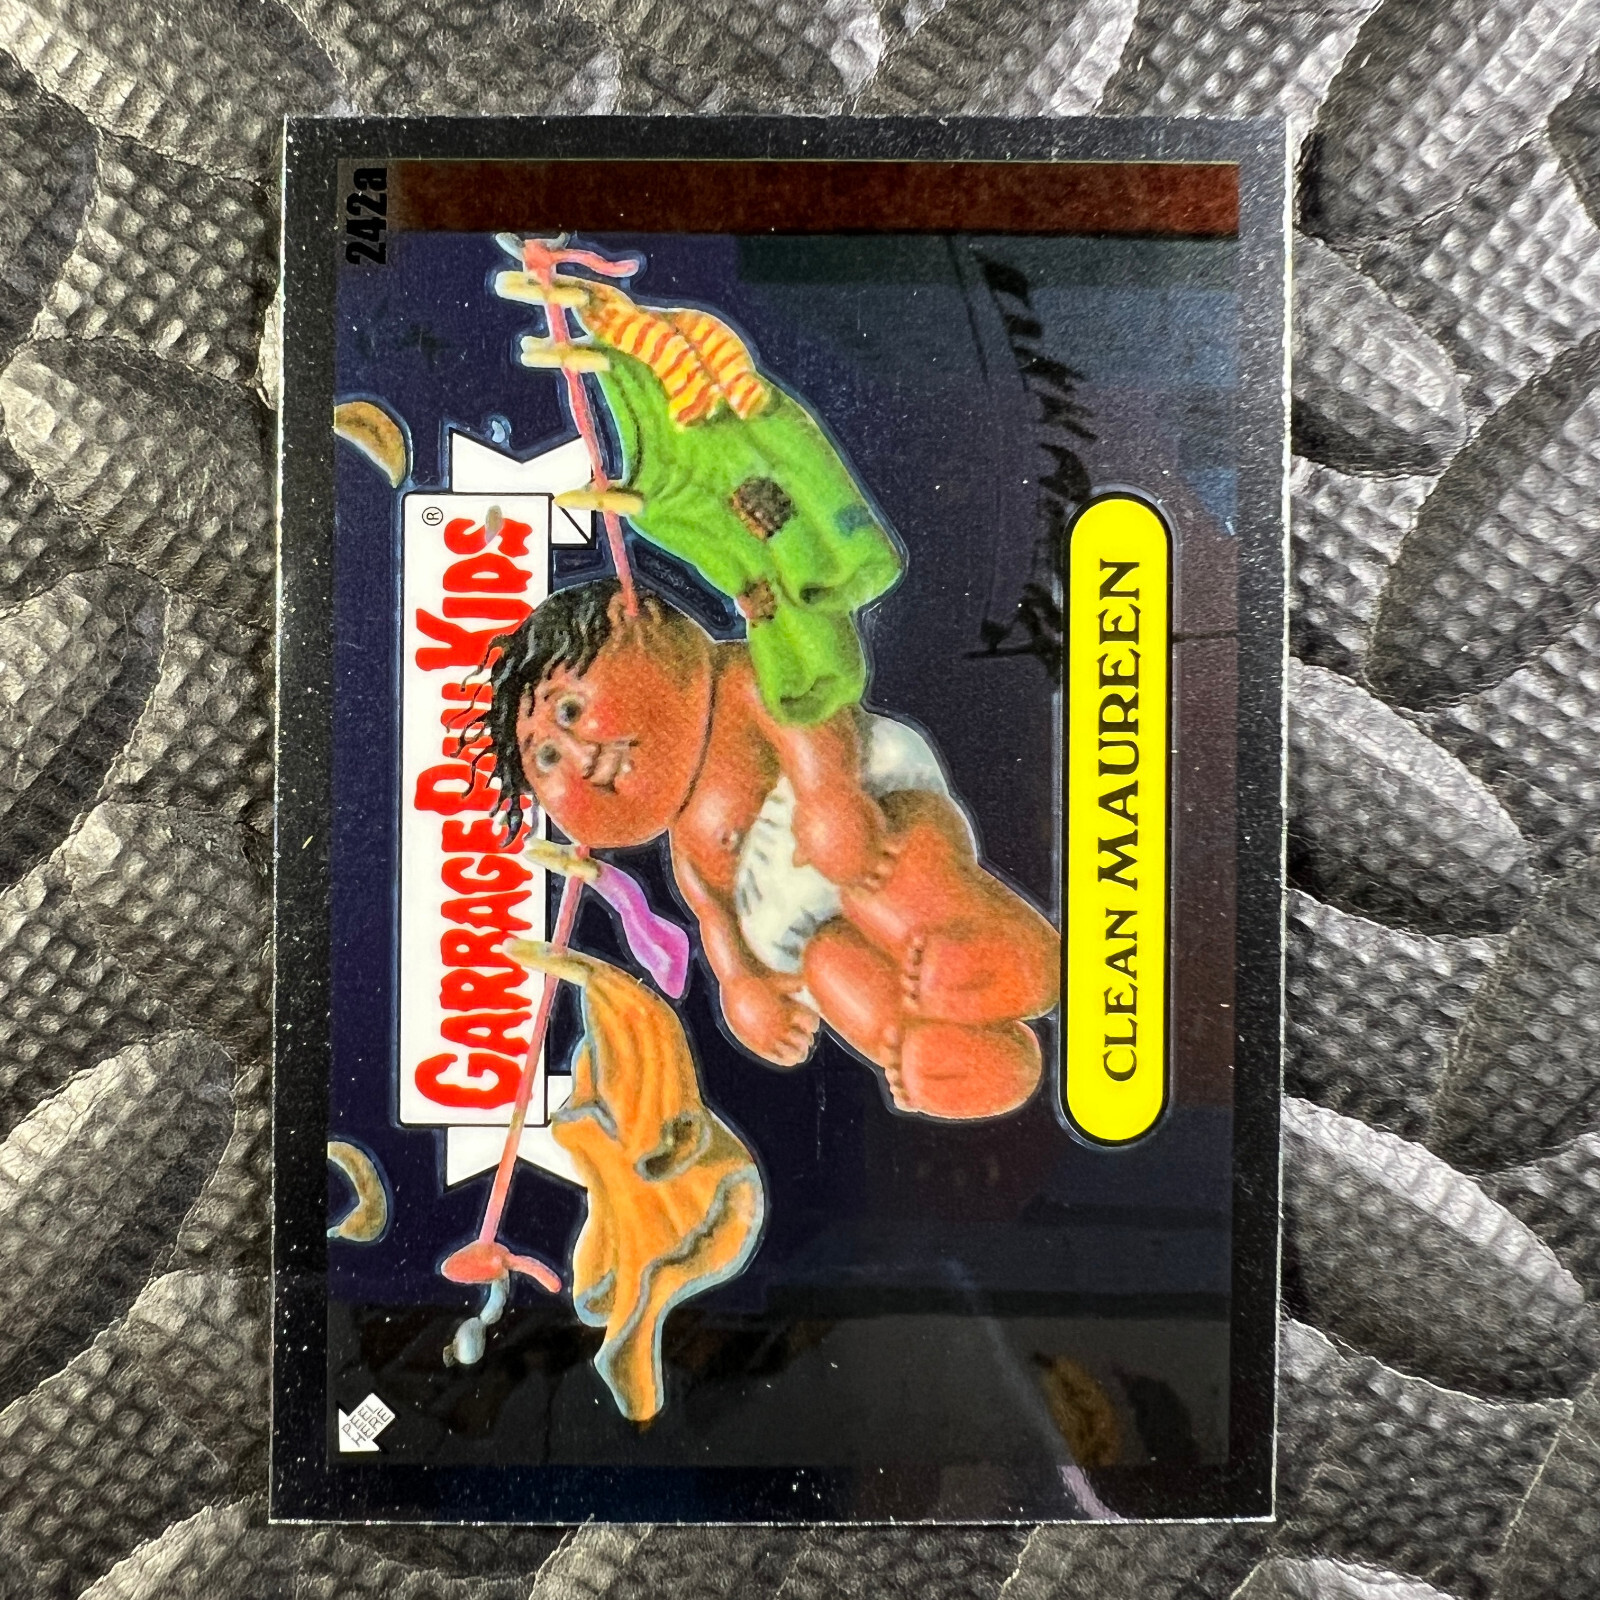 242a
GARBAGE PAIL KIDS®
CLEAN MAUREEN
PEEL
HERE